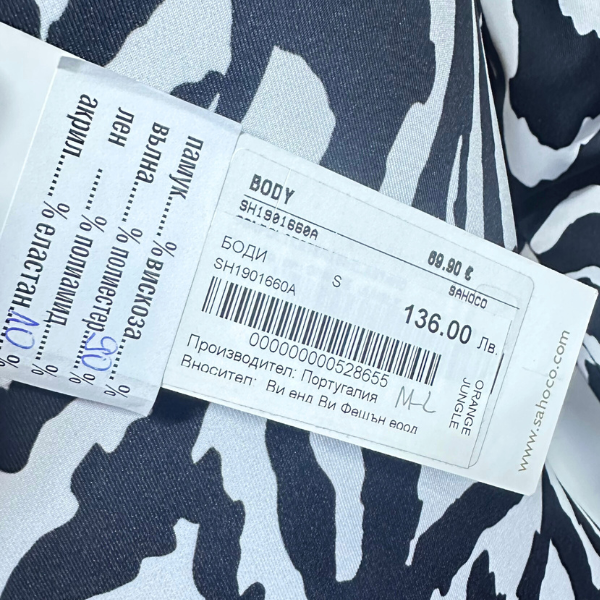 памук.....% вискоза.....%
вълна.....% полиестер 90 %
лен .....% полиамид.....%
акрил.....% еластан 10 %
BODY
SH1901660A
69.90 €
SAHOCO
БОДИ S
SH1901660A
136.00 Лв.
000000000528655
Производител: Португалия
Вносител: Ви енд Ви Фешън еоод
M-L
ORANGE
JUNGLE
www.sahoco.com